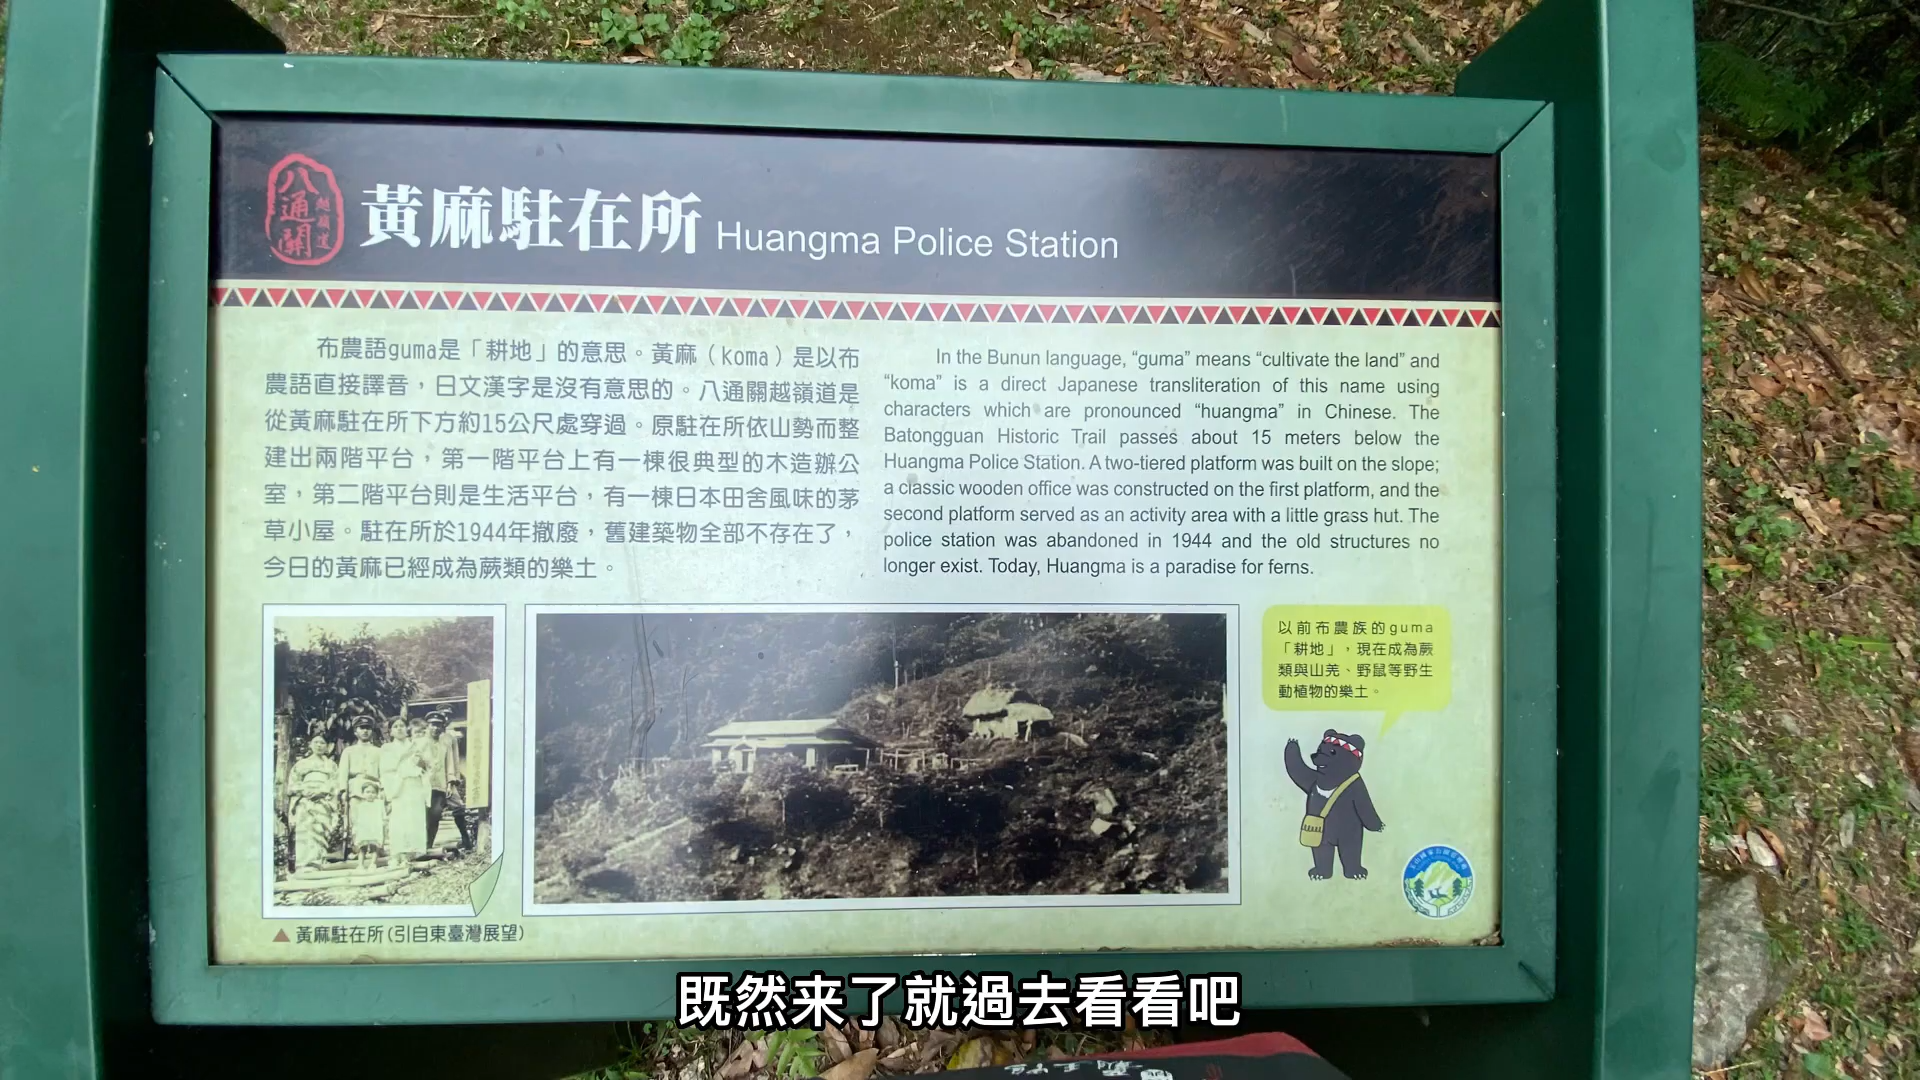 八通關
越嶺道
黃麻駐在所 Huangma Police Station
布農語guma是「耕地」的意思。黃麻（koma）是以布
農語直接譯音，日文漢字是沒有意思的。八通關越嶺道是
從黃麻駐在所下方約15公尺處穿過。原駐在所依山勢而整
建出兩階平台，第一階平台上有一棟很典型的木造辦公
室，第二階平台則是生活平台，有一棟日本田舍風味的茅
草小屋。駐在所於1944年撤廢，舊建築物全部不存在了，
今日的黃麻已經成為蕨類的樂土。
In the Bunun language, “guma” means “cultivate the land” and
“koma” is a direct Japanese transliteration of this name using
characters which are pronounced “huangma” in Chinese. The
Batongguan Historic Trail passes about 15 meters below the
Huangma Police Station. A two-tiered platform was built on the slope;
a classic wooden office was constructed on the first platform, and the
second platform served as an activity area with a little grass hut. The
police station was abandoned in 1944 and the old structures no
longer exist. Today, Huangma is a paradise for ferns.
以前布農族的guma
「耕地」，現在成為蕨
類與山羌、野鼠等野生
動植物的樂土。
▲黃麻駐在所(引自東臺灣展望)
既然来了就過去看看吧